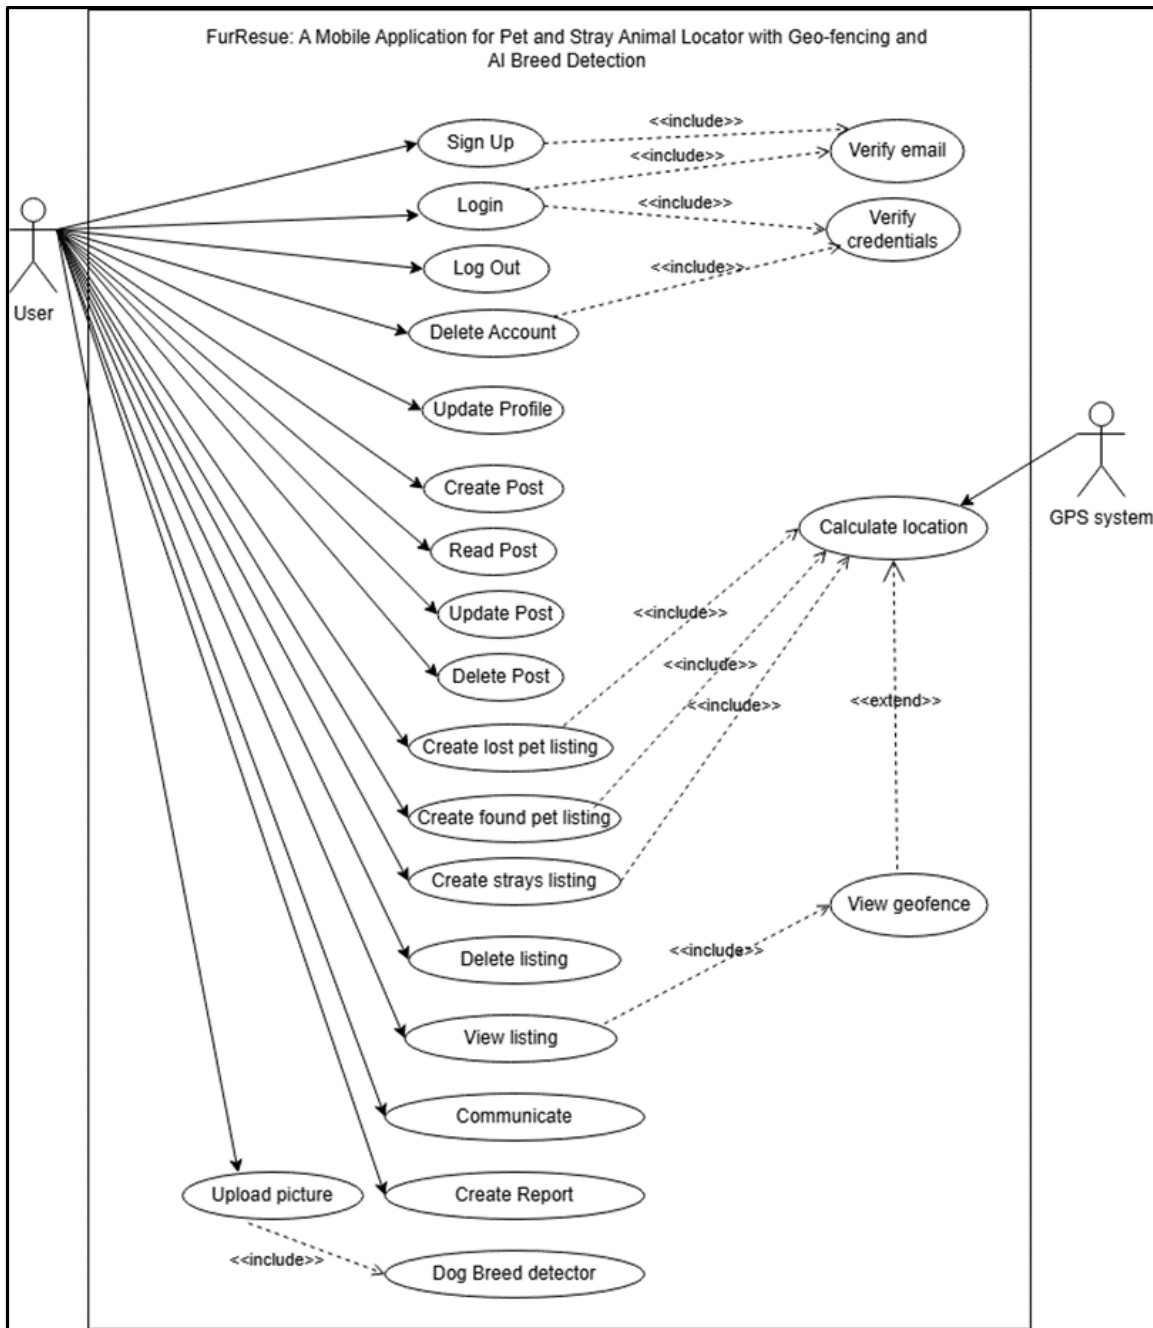 FurResue: A Mobile Application for Pet and Stray Animal Locator with Geo-fencing and
AI Breed Detection
<<include>>
Sign Up
Verify email
<<include>>
Login
<<include>>
Verify
credentials
Log Out
<<include>>
User
Delete Account
Update Profile
Create Post
GPS system
Calculate location
Read Post
Update Post
<<include>>
Delete Post
<<include>>
<<include>>
<<extend>>
Create lost pet listing
Create found pet listing
Create strays listing
View geofence
<<include>>
Delete listing
View listing
Communicate
Upload picture
Create Report
<<include>>
Dog Breed detector